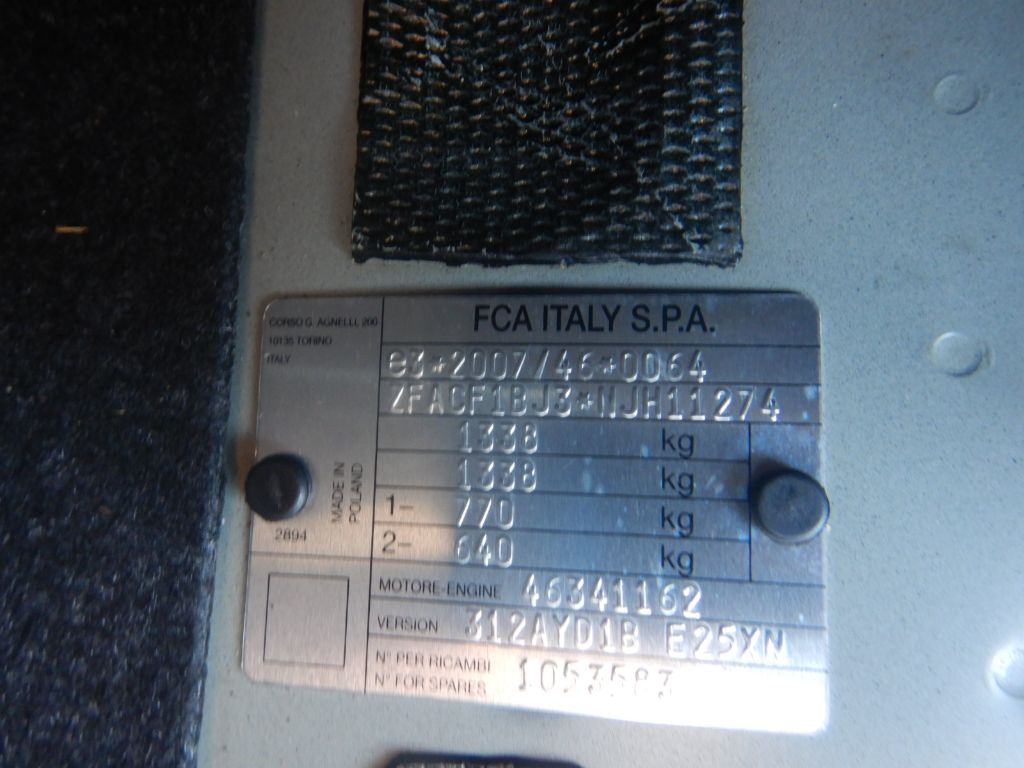 CORSO G. AGNELLI, 200
10135 TORINO
ITALY
FCA ITALY S.P.A.
e3*2007/46*0064
ZFACF1BJ3*NJH11274
1338 kg
1338 kg
1- 770 kg
2- 640 kg
MADE IN
POLAND
2894
MOTORE-ENGINE 46341162
VERSION 312AYD1B E25XN
N° PER RICAMBI
N° FOR SPARES 1053583